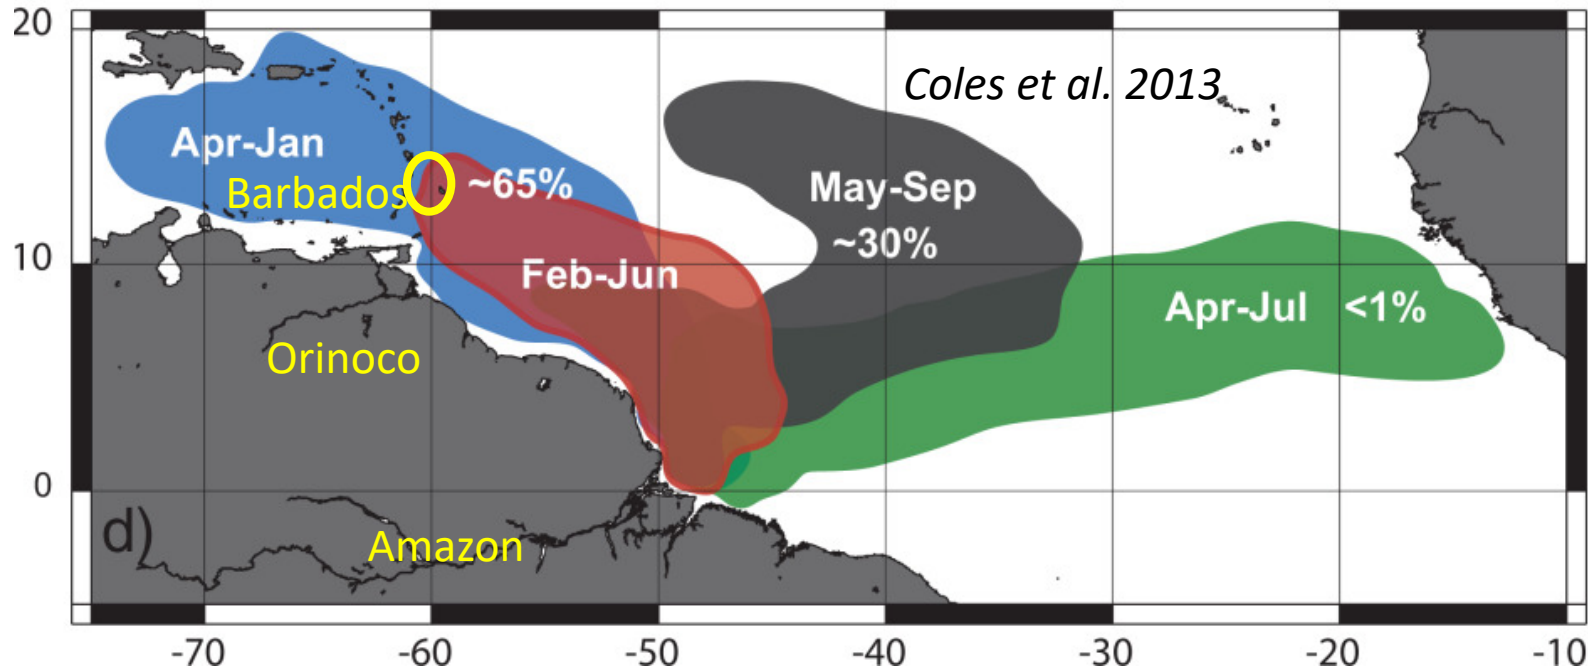 20
Coles et al. 2013
Apr-Jan
Barbados
~65%
May-Sep
~30%
10
Feb-Jun
Apr-Jul <1%
Orinoco
0
d)
Amazon
-70 -60 -50 -40 -30 -20 -10